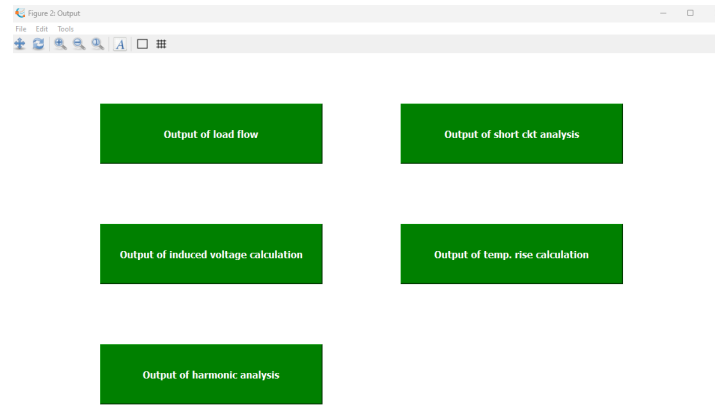 Figure 2: Output
File Edit Tools
A
Output of load flow
Output of short ckt analysis
Output of induced voltage calculation
Output of temp. rise calculation
Output of harmonic analysis